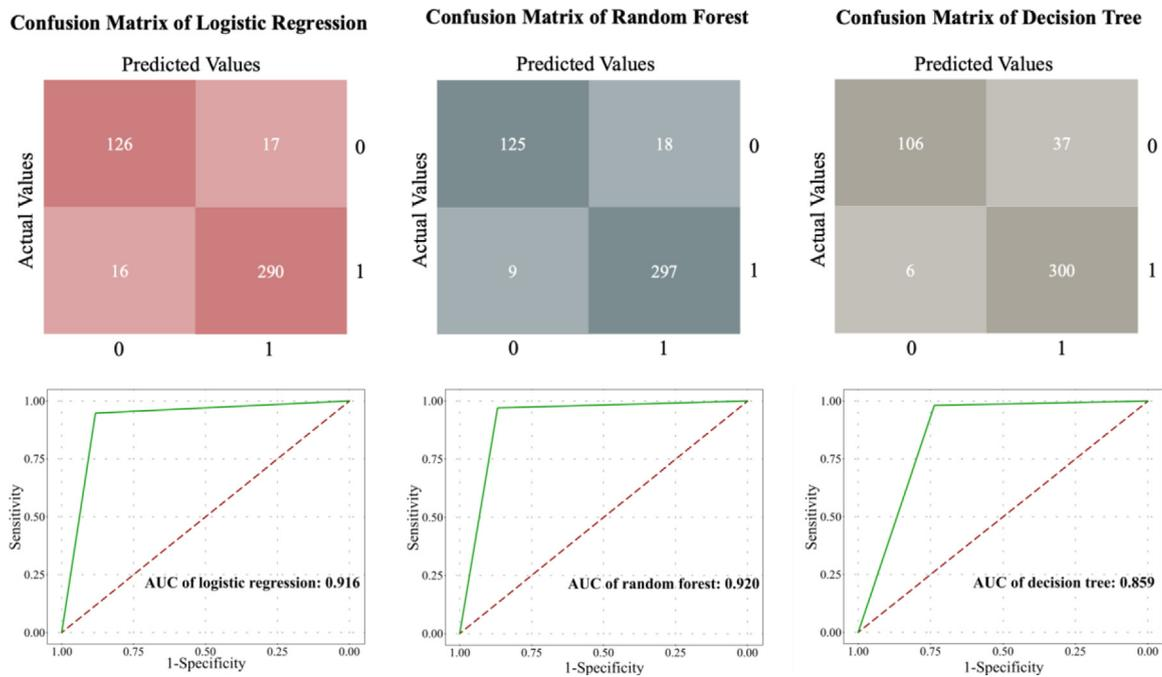 Confusion Matrix of Logistic Regression
Predicted Values
Actual Values
126 17 0
16 290 1
0 1
Confusion Matrix of Random Forest
Predicted Values
Actual Values
125 18 0
9 297 1
0 1
Confusion Matrix of Decision Tree
Predicted Values
Actual Values
106 37 0
6 300 1
0 1
Sensitivity
1.00
0.75
0.50
0.25
0.00
AUC of logistic regression: 0.916
1.00 0.75 0.50 0.25 0.00
1-Specificity
Sensitivity
1.00
0.75
0.50
0.25
0.00
AUC of random forest: 0.920
1.00 0.75 0.50 0.25 0.00
1-Specificity
Sensitivity
1.00
0.75
0.50
0.25
0.00
AUC of decision tree: 0.859
1.00 0.75 0.50 0.25 0.00
1-Specificity